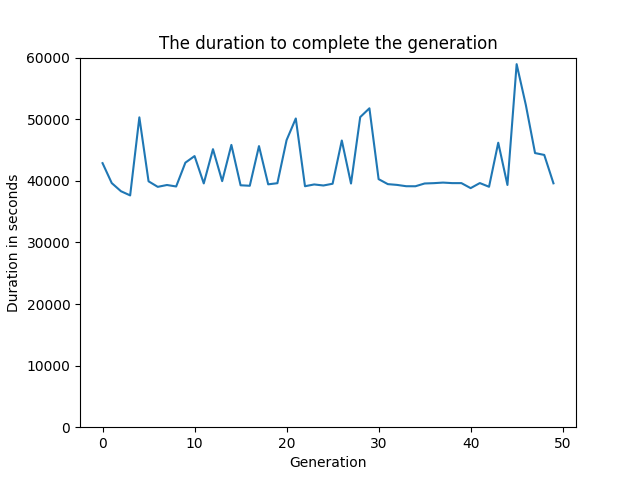 The duration to complete the generation
60000
50000
40000
30000
20000
10000
0
Duration in seconds
0 10 20 30 40 50
Generation